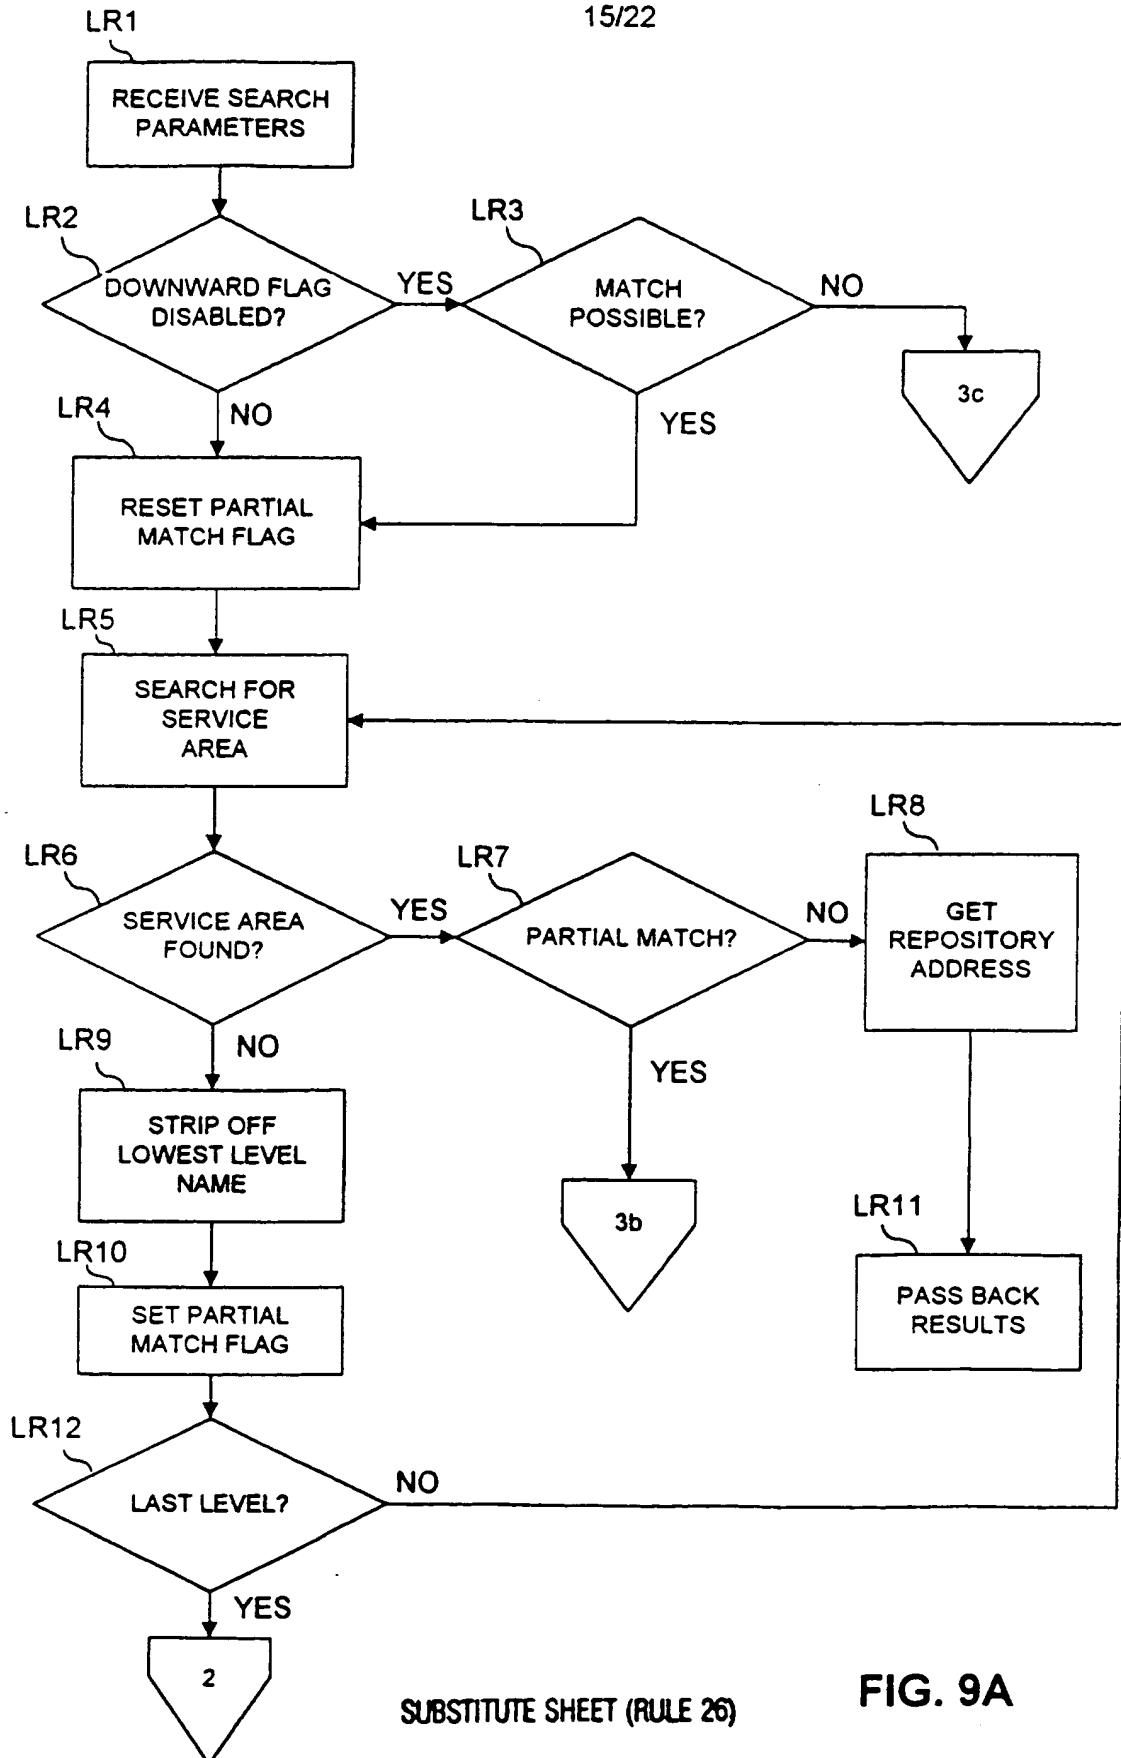 15/22
LR1
RECEIVE SEARCH
PARAMETERS
LR2
DOWNWARD FLAG
DISABLED?
YES
NO
LR3
MATCH
POSSIBLE?
NO
YES
3c
LR4
RESET PARTIAL
MATCH FLAG
LR5
SEARCH FOR
SERVICE
AREA
LR6
SERVICE AREA
FOUND?
YES
NO
LR7
PARTIAL MATCH?
NO
YES
LR8
GET
REPOSITORY
ADDRESS
LR9
STRIP OFF
LOWEST LEVEL
NAME
3b
LR11
PASS BACK
RESULTS
LR10
SET PARTIAL
MATCH FLAG
LR12
LAST LEVEL?
NO
YES
2
SUBSTITUTE SHEET (RULE 26)
FIG. 9A